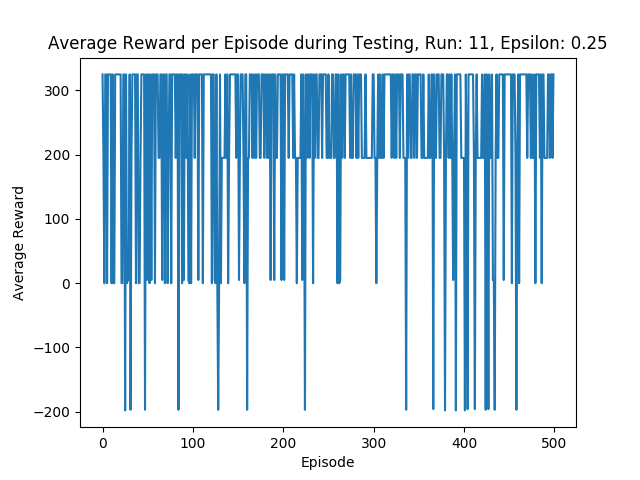 Average Reward per Episode during Testing, Run: 11, Epsilon: 0.25
300
200
100
0
−100
−200
Average Reward
0 100 200 300 400 500
Episode